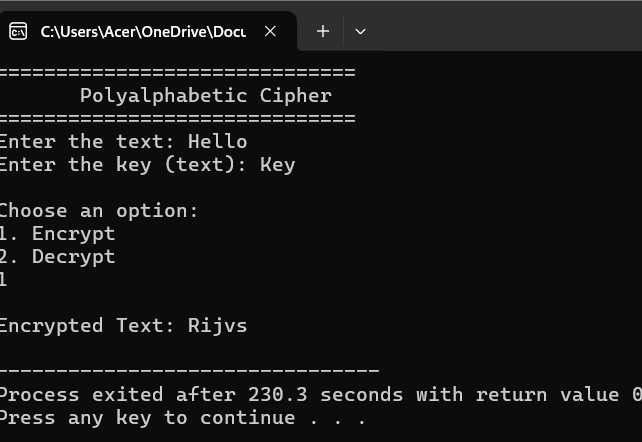 C:\Users\Acer\OneDrive\Docu
==============================
Polyalphabetic Cipher
==============================
Enter the text: Hello
Enter the key (text): Key
Choose an option:
1. Encrypt
2. Decrypt
1
Encrypted Text: Rijvs
--------------------------------
Process exited after 230.3 seconds with return value 0
Press any key to continue . . .